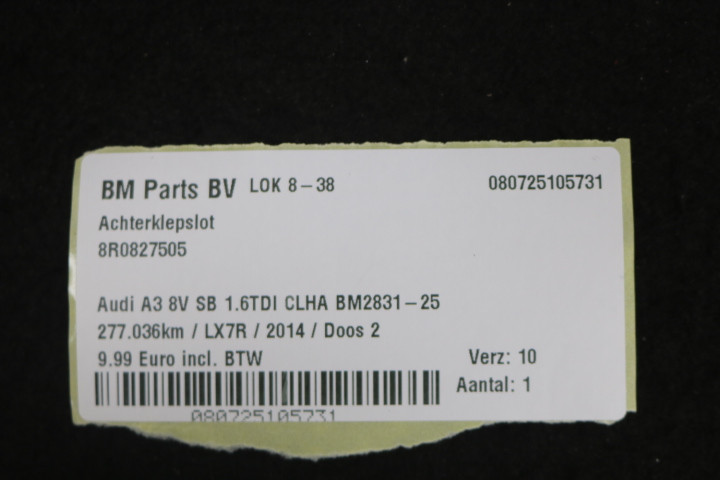 BM Parts BV LOK 8-38 080725105731
Achterklepslot
8R0827505
Audi A3 8V SB 1.6TDI CLHA BM2831-25
277.036km / LX7R / 2014 / Doos 2
9.99 Euro incl. BTW Verz: 10
Aantal: 1
080725105731